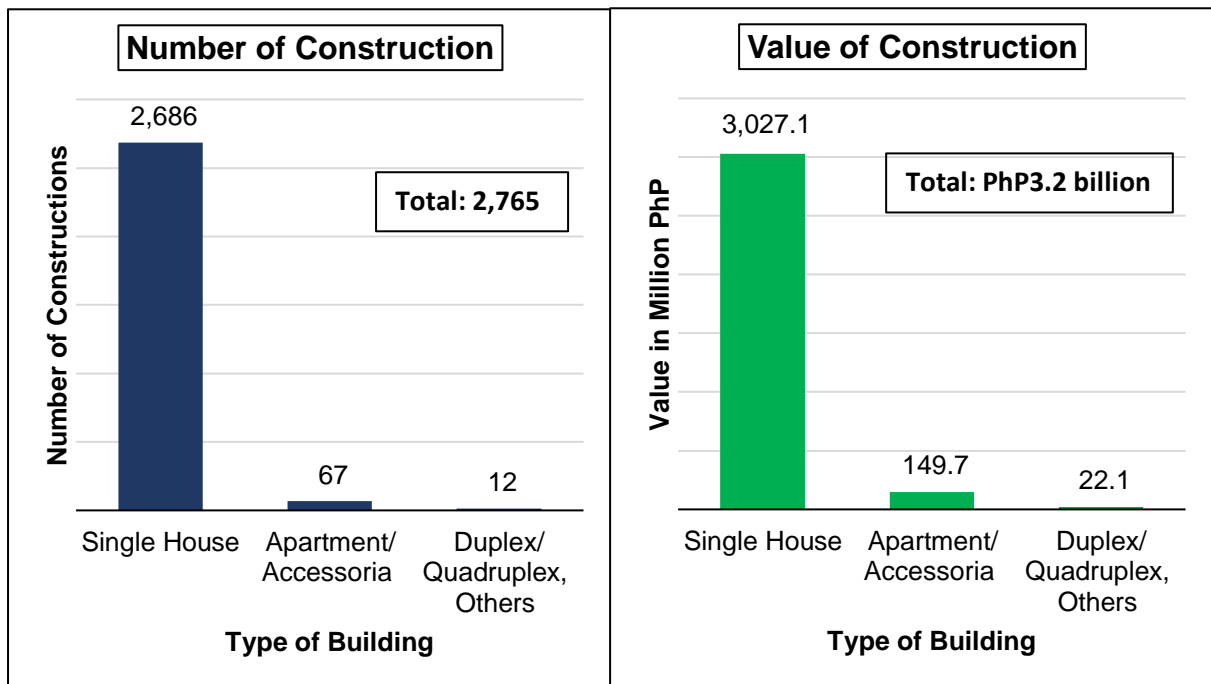 Number of Construction
2,686
Total: 2,765
67
12
Number of Constructions
Single House
Apartment/
Accessoria
Duplex/
Quadruplex,
Others
Type of Building
Value of Construction
3,027.1
Total: PhP3.2 billion
149.7
22.1
Value in Million PhP
Single House
Apartment/
Accessoria
Duplex/
Quadruplex,
Others
Type of Building